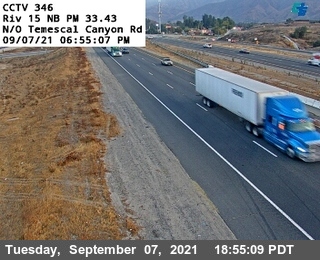 CCTV 346
Riv 15 NB PM 33.43
N/O Temescal Canyon Rd
09/07/21 06:55:07 PM
Tuesday, September 07, 2021 18:55:09 PDT